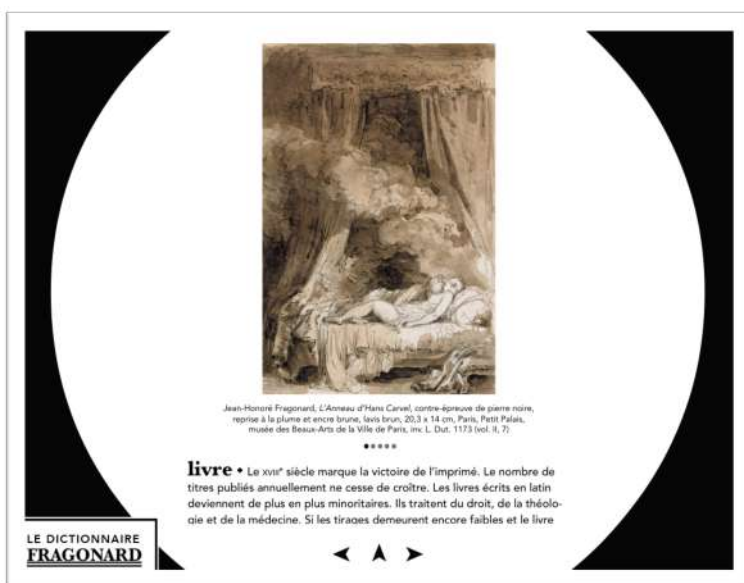 Jean-Honoré Fragonard, L'Anneau d'Hans Carvel, contre-épreuve de pierre noire,
reprise à la plume et encre brune, lavis brun, 20,3 x 14 cm, Paris, Petit Palais,
musée des Beaux-Arts de la Ville de Paris, inv. L. Dut. 1173 (vol. II, 7)
livre • Le XVIIIe siècle marque la victoire de l'imprimé. Le nombre de
titres publiés annuellement ne cesse de croître. Les livres écrits en latin
deviennent de plus en plus minoritaires. Ils traitent du droit, de la théolo-
gie et de la médecine. Si les tirages demeurent encore faibles et le livre
LE DICTIONNAIRE
FRAGONARD